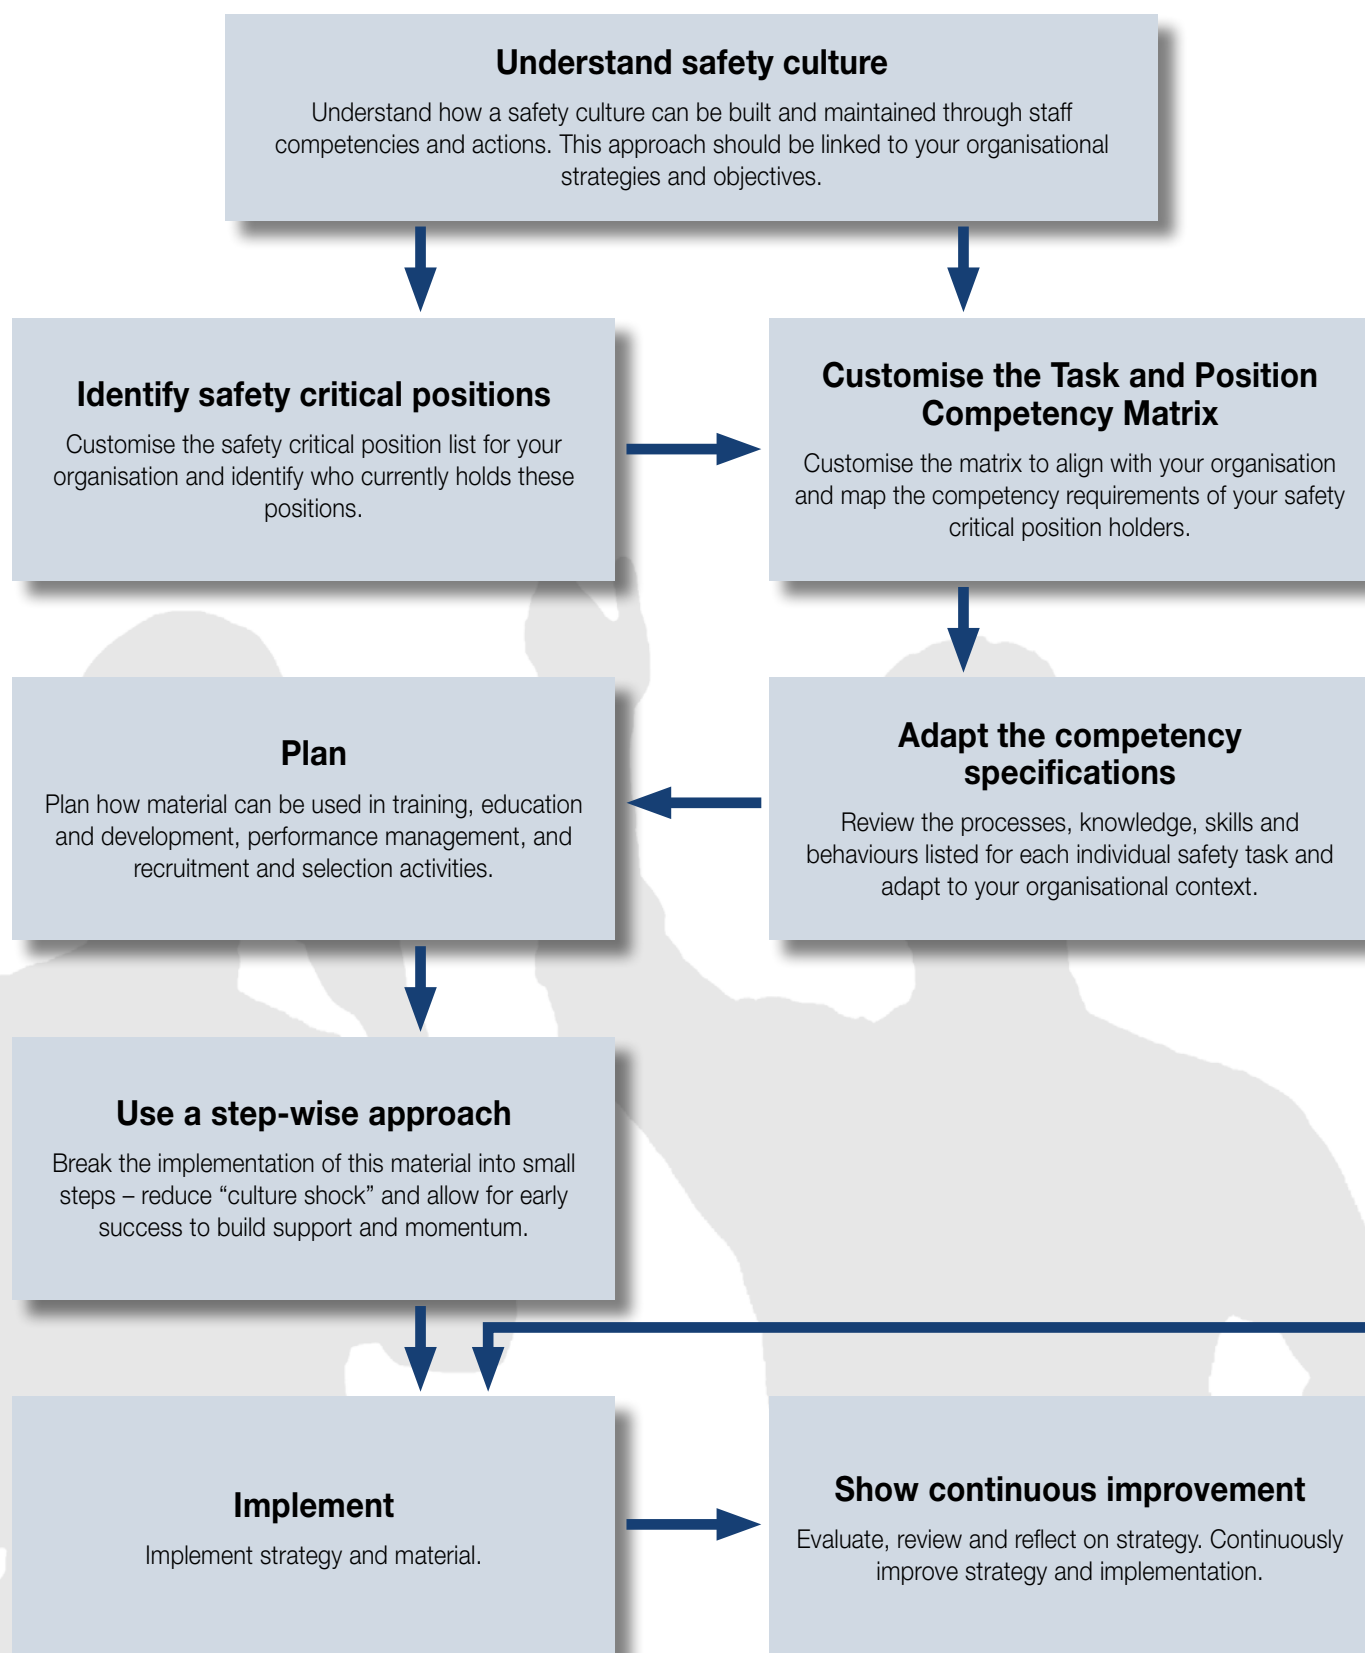 Understand safety culture
Understand how a safety culture can be built and maintained through staff
competencies and actions. This approach should be linked to your organisational
strategies and objectives.
Identify safety critical positions
Customise the safety critical position list for your
organisation and identify who currently holds these
positions.
Customise the Task and Position
Competency Matrix
Customise the matrix to align with your organisation
and map the competency requirements of your safety
critical position holders.
Adapt the competency
specifications
Review the processes, knowledge, skills and
behaviours listed for each individual safety task and
adapt to your organisational context.
Plan
Plan how material can be used in training, education
and development, performance management, and
recruitment and selection activities.
Use a step-wise approach
Break the implementation of this material into small
steps – reduce “culture shock” and allow for early
success to build support and momentum.
Implement
Implement strategy and material.
Show continuous improvement
Evaluate, review and reflect on strategy. Continuously
improve strategy and implementation.